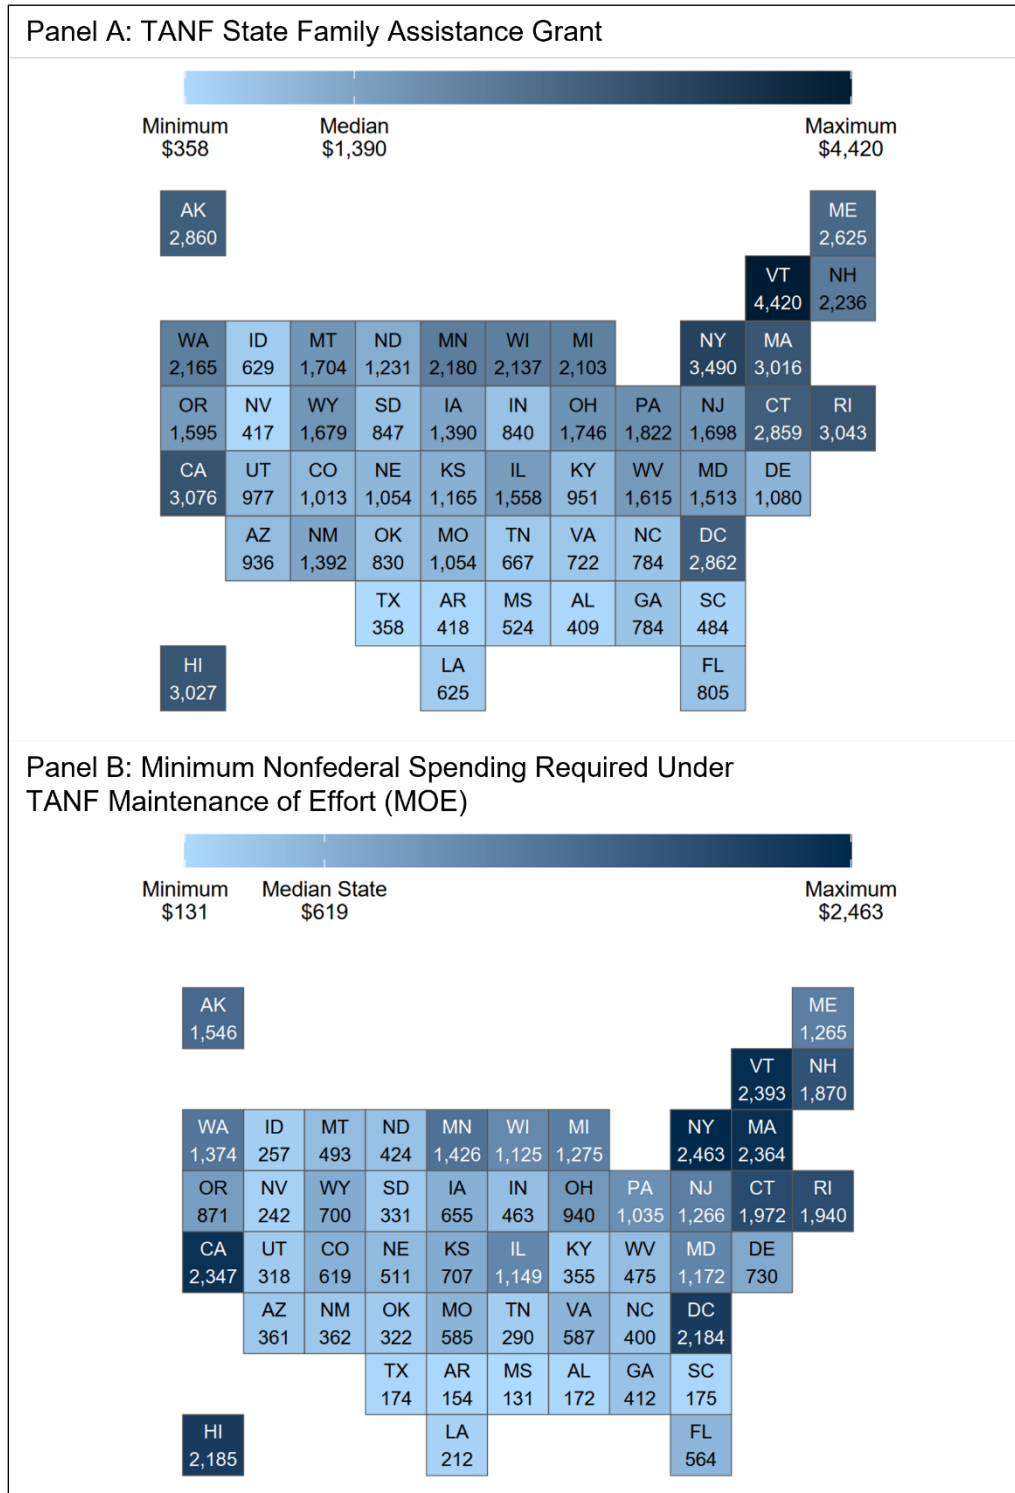 Panel A: TANF State Family Assistance Grant
Minimum Median Maximum
$358 $1,390 $4,420
AK ME
2,860 2,625
VT NH
4,420 2,236
WA ID MT ND MN WI MI NY MA
2,165 629 1,704 1,231 2,180 2,137 2,103 3,490 3,016
OR NV WY SD IA IN OH PA NJ CT RI
1,595 417 1,679 847 1,390 840 1,746 1,822 1,698 2,859 3,043
CA UT CO NE KS IL KY WV MD DE
3,076 977 1,013 1,054 1,165 1,558 951 1,615 1,513 1,080
AZ NM OK MO TN VA NC DC
936 1,392 830 1,054 667 722 784 2,862
TX AR MS AL GA SC
358 418 524 409 784 484
HI LA FL
3,027 625 805
Panel B: Minimum Nonfederal Spending Required Under
TANF Maintenance of Effort (MOE)
Minimum Median State Maximum
$131 $619 $2,463
AK ME
1,546 1,265
VT NH
2,393 1,870
WA ID MT ND MN WI MI NY MA
1,374 257 493 424 1,426 1,125 1,275 2,463 2,364
OR NV WY SD IA IN OH PA NJ CT RI
871 242 700 331 655 463 940 1,035 1,266 1,972 1,940
CA UT CO NE KS IL KY WV MD DE
2,347 318 619 511 707 1,149 355 475 1,172 730
AZ NM OK MO TN VA NC DC
361 362 322 585 290 587 400 2,184
TX AR MS AL GA SC
174 154 131 172 412 175
HI LA FL
2,185 212 564